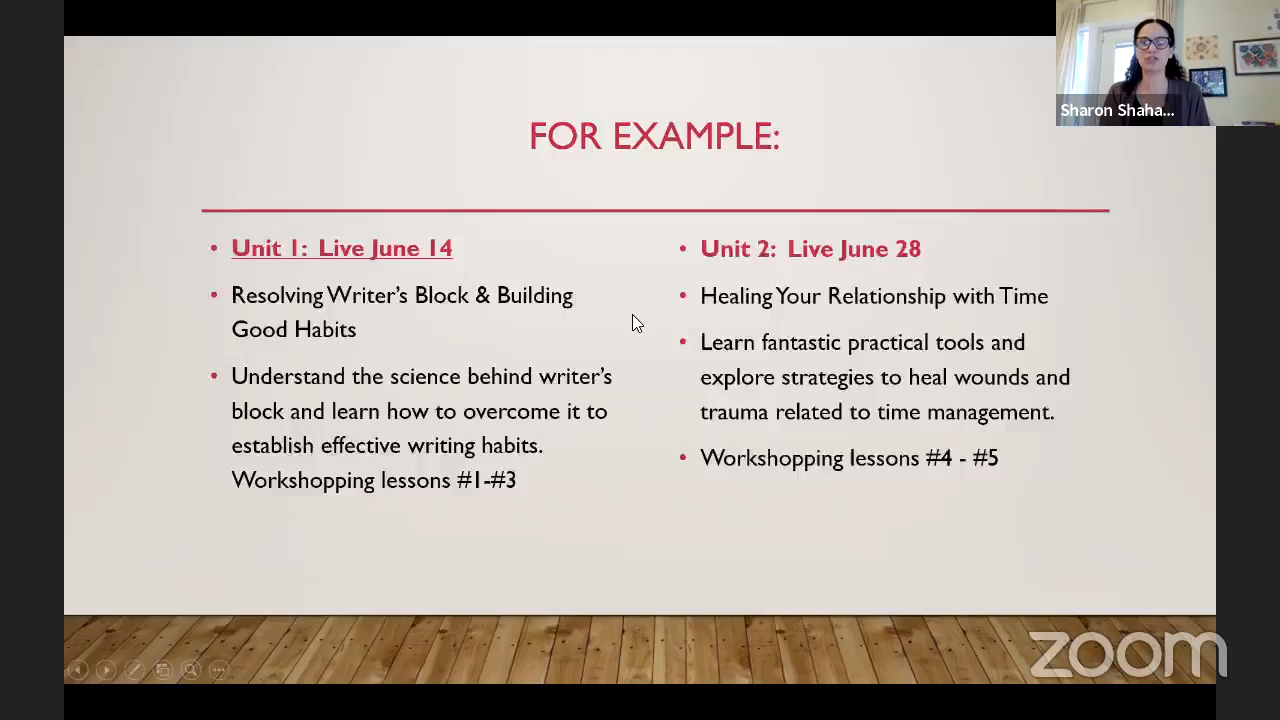 Sharon Shaha...
FOR EXAMPLE:
Unit 1: Live June 14
Resolving Writer's Block & Building
Good Habits
Understand the science behind writer's
block and learn how to overcome it to
establish effective writing habits.
Workshopping lessons #1-#3
Unit 2: Live June 28
Healing Your Relationship with Time
Learn fantastic practical tools and
explore strategies to heal wounds and
trauma related to time management.
Workshopping lessons #4 - #5
zoom